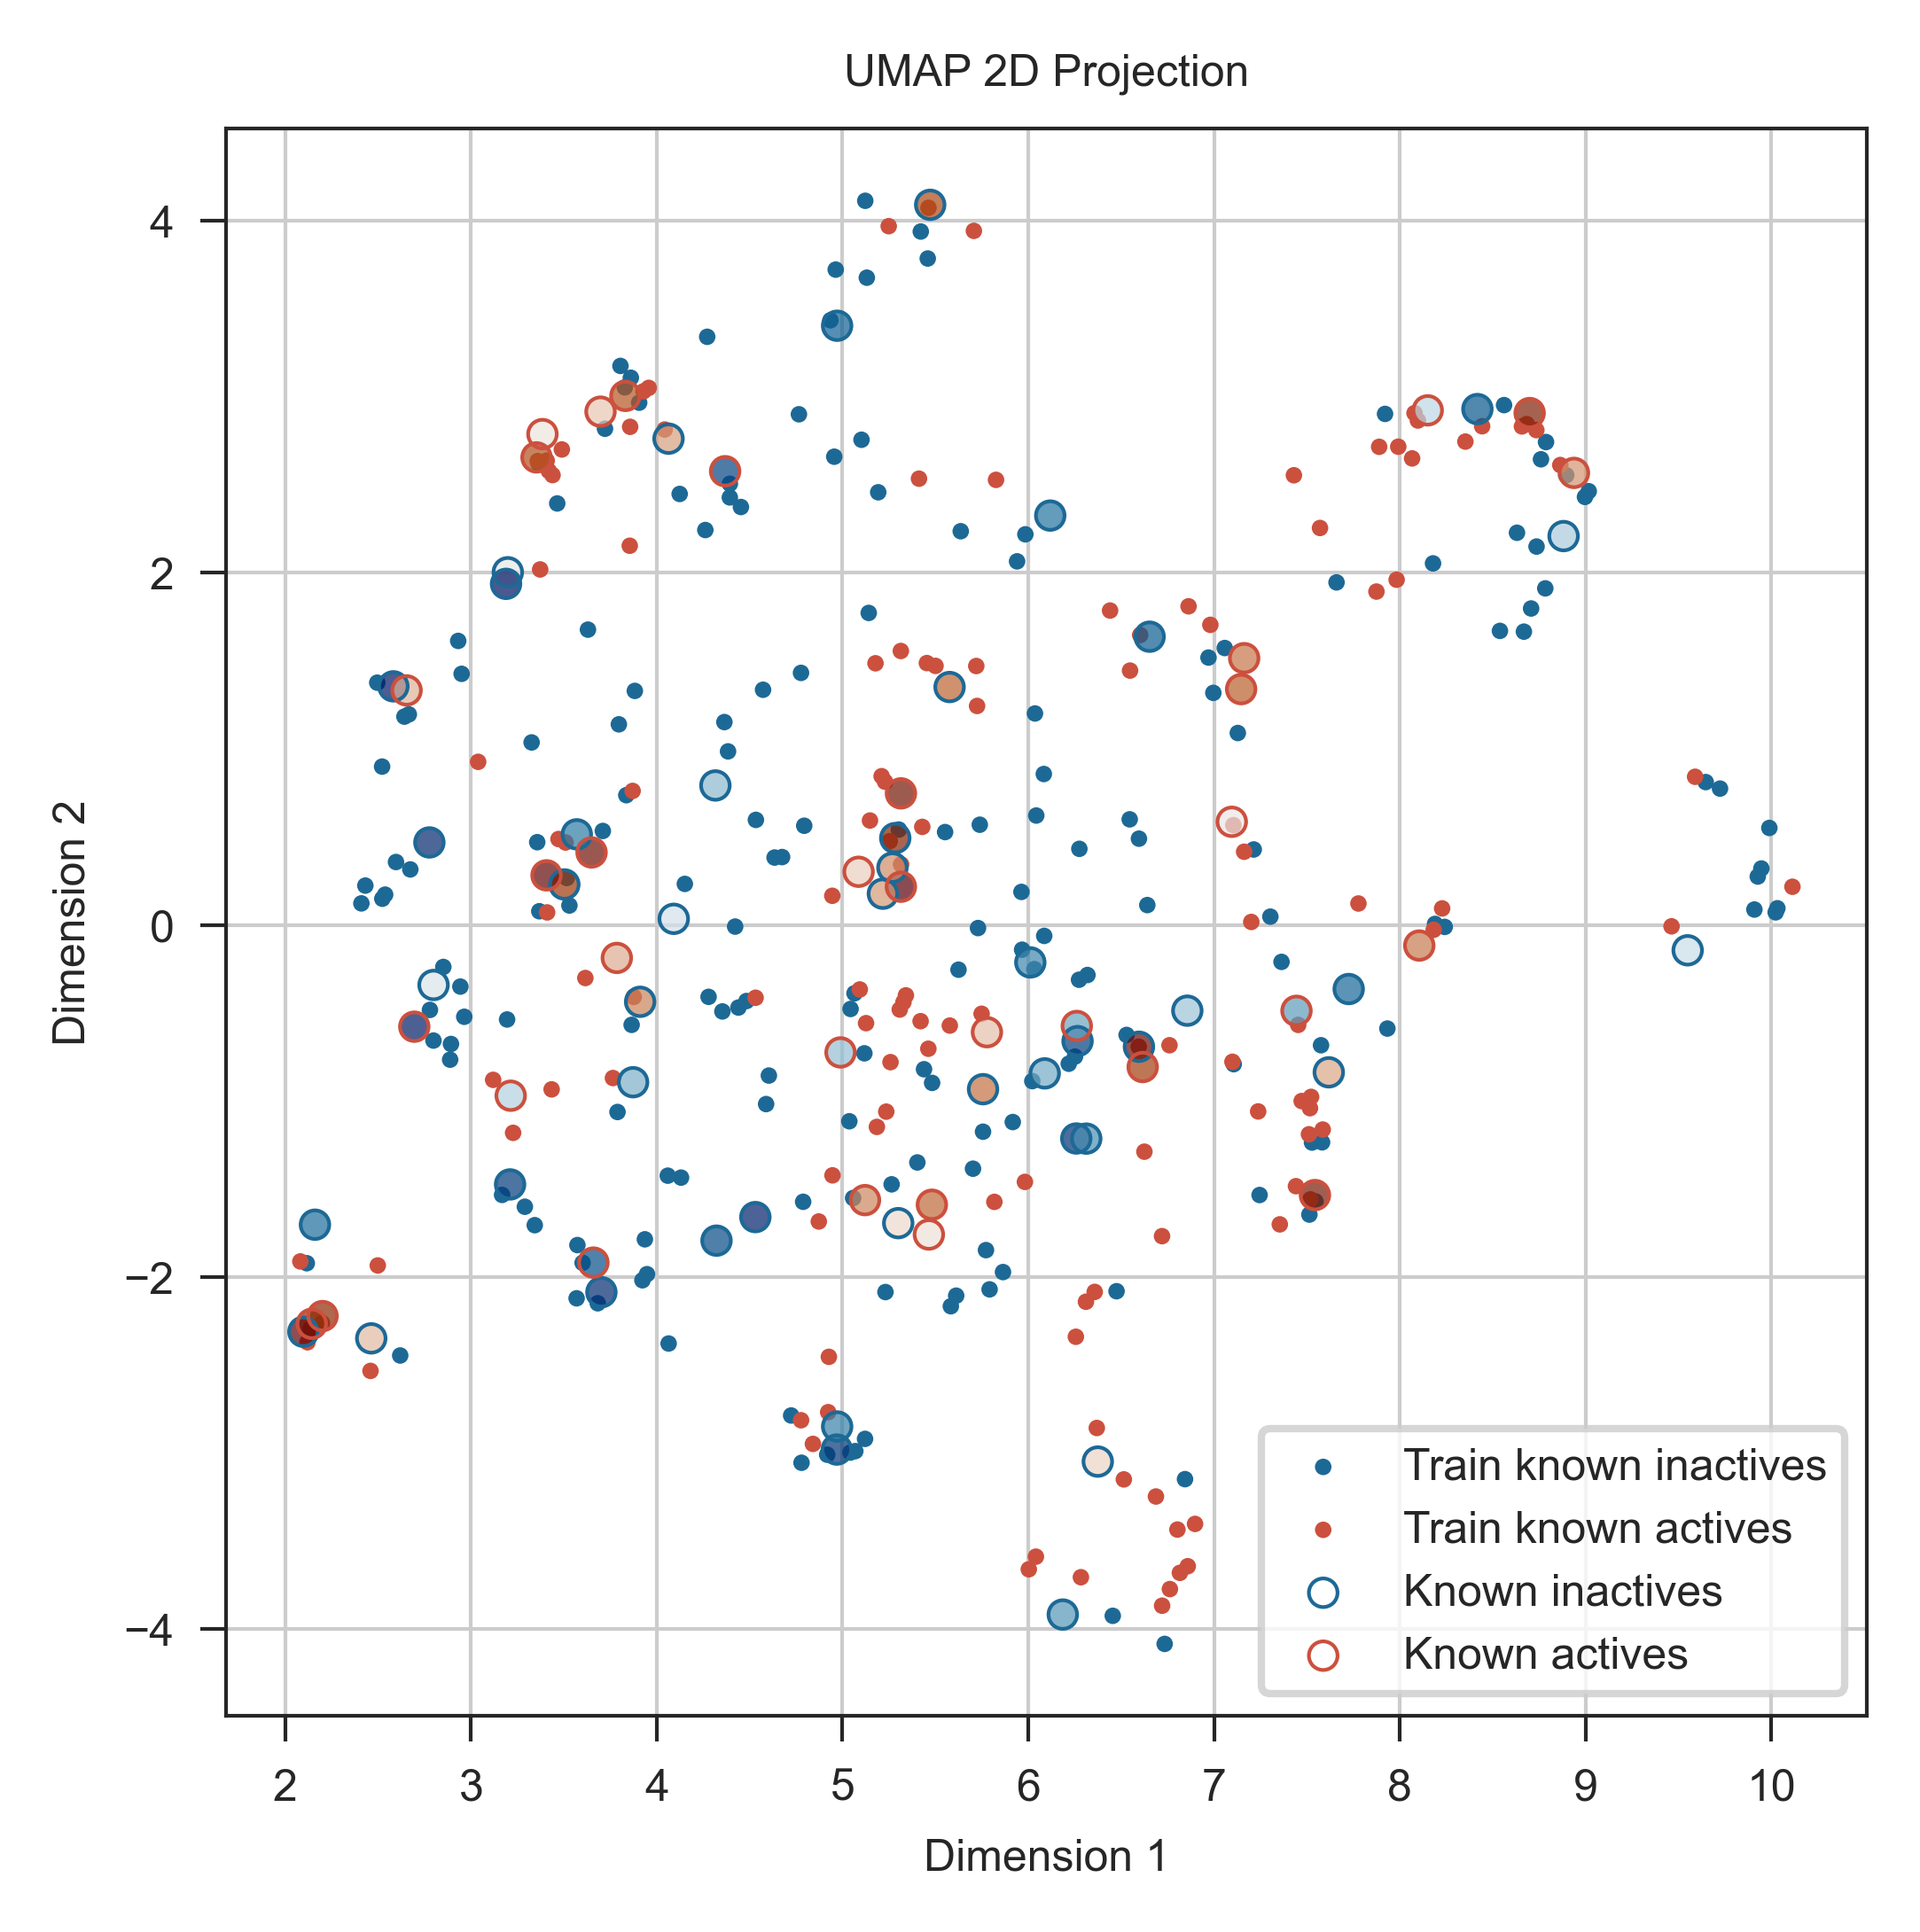 UMAP 2D Projection
4
2
0
−2
−4
Dimension 2
Train known inactives
Train known actives
Known inactives
Known actives
2 3 4 5 6 7 8 9 10
Dimension 1